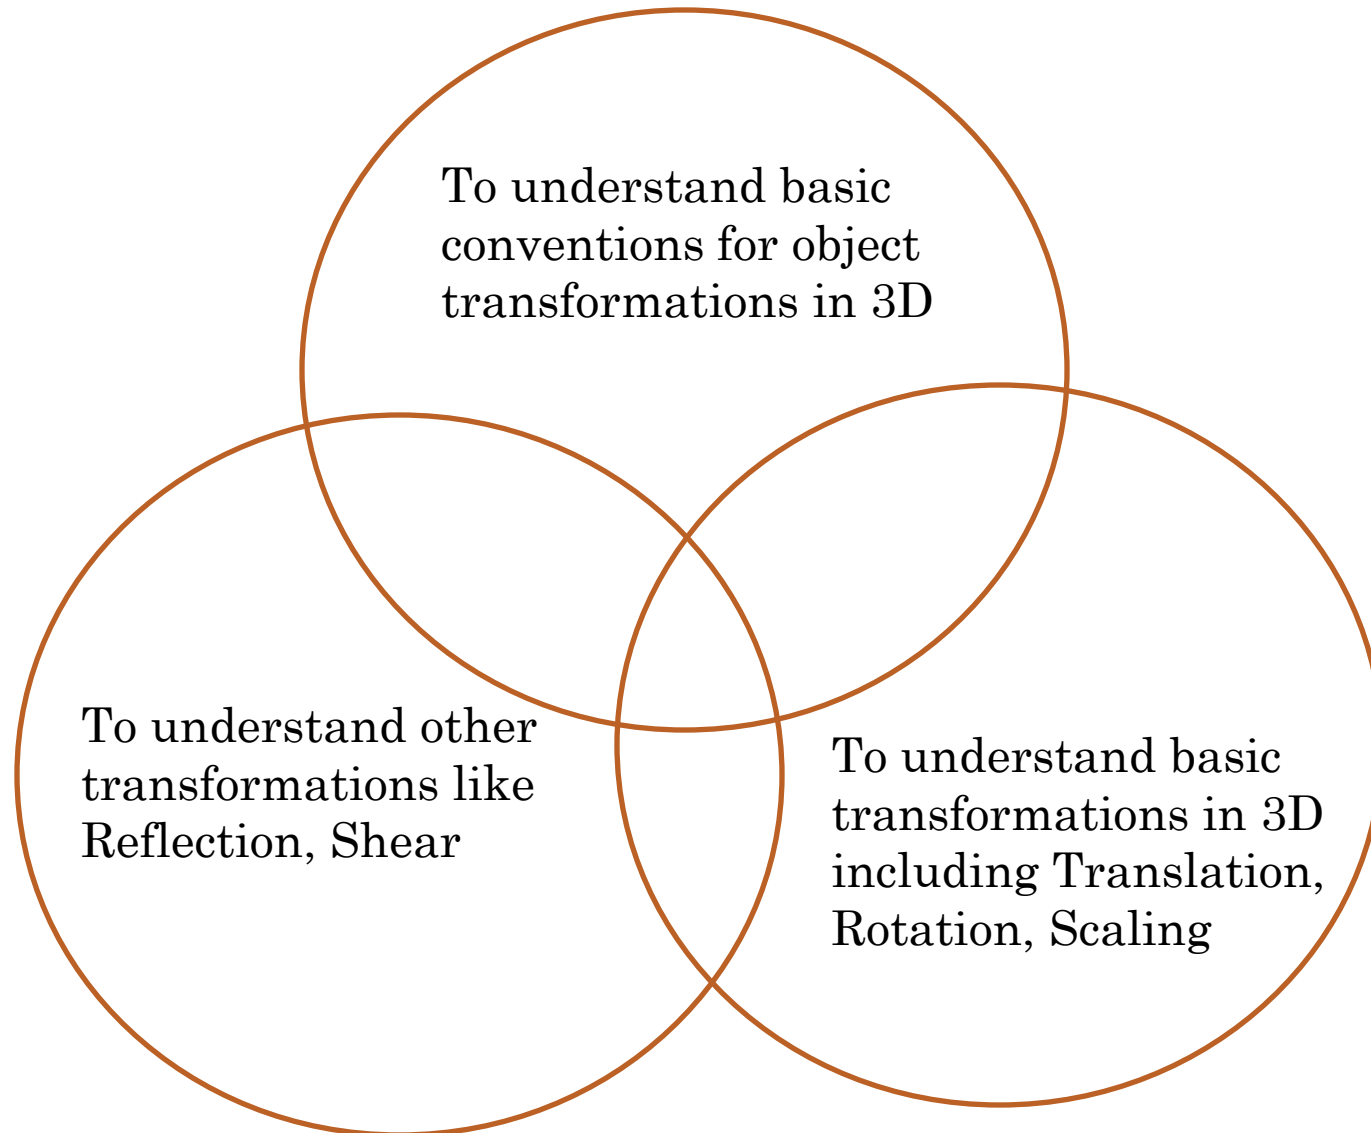 To understand basic
conventions for object
transformations in 3D
To understand other
transformations like
Reflection, Shear
To understand basic
transformations in 3D
including Translation,
Rotation, Scaling